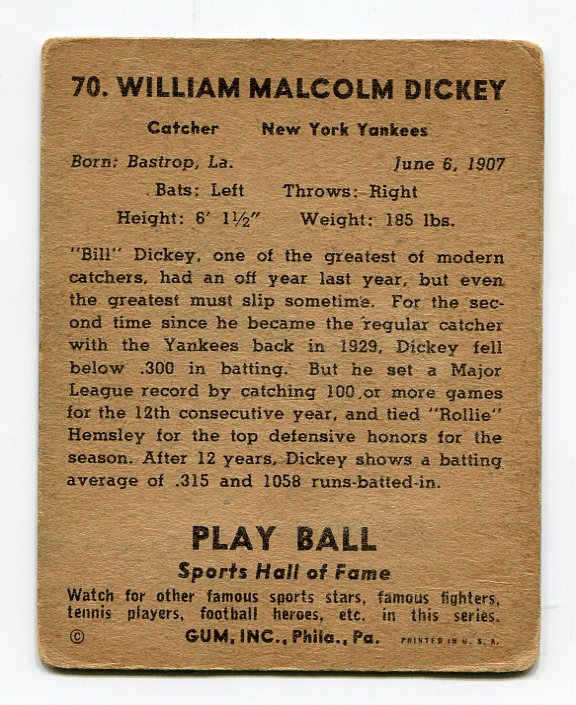 70. WILLIAM MALCOLM DICKEY
Catcher New York Yankees
Born: Bastrop, La. June 6, 1907
Bats: Left Throws: Right
Height: 6' 1½" Weight: 185 lbs.
"Bill" Dickey, one of the greatest of modern
catchers, had an off year last year, but even
the greatest must slip sometime. For the sec-
ond time since he became the regular catcher
with the Yankees back in 1929, Dickey fell
below .300 in batting. But he set a Major
League record by catching 100 or more games
for the 12th consecutive year, and tied "Rollie"
Hemsley for the top defensive honors for the
season. After 12 years, Dickey shows a batting
average of .315 and 1058 runs-batted-in.
PLAY BALL
Sports Hall of Fame
Watch for other famous sports stars, famous fighters,
tennis players, football heroes, etc. in this series.
© GUM, INC., Phila., Pa. PRINTED IN U. S. A.